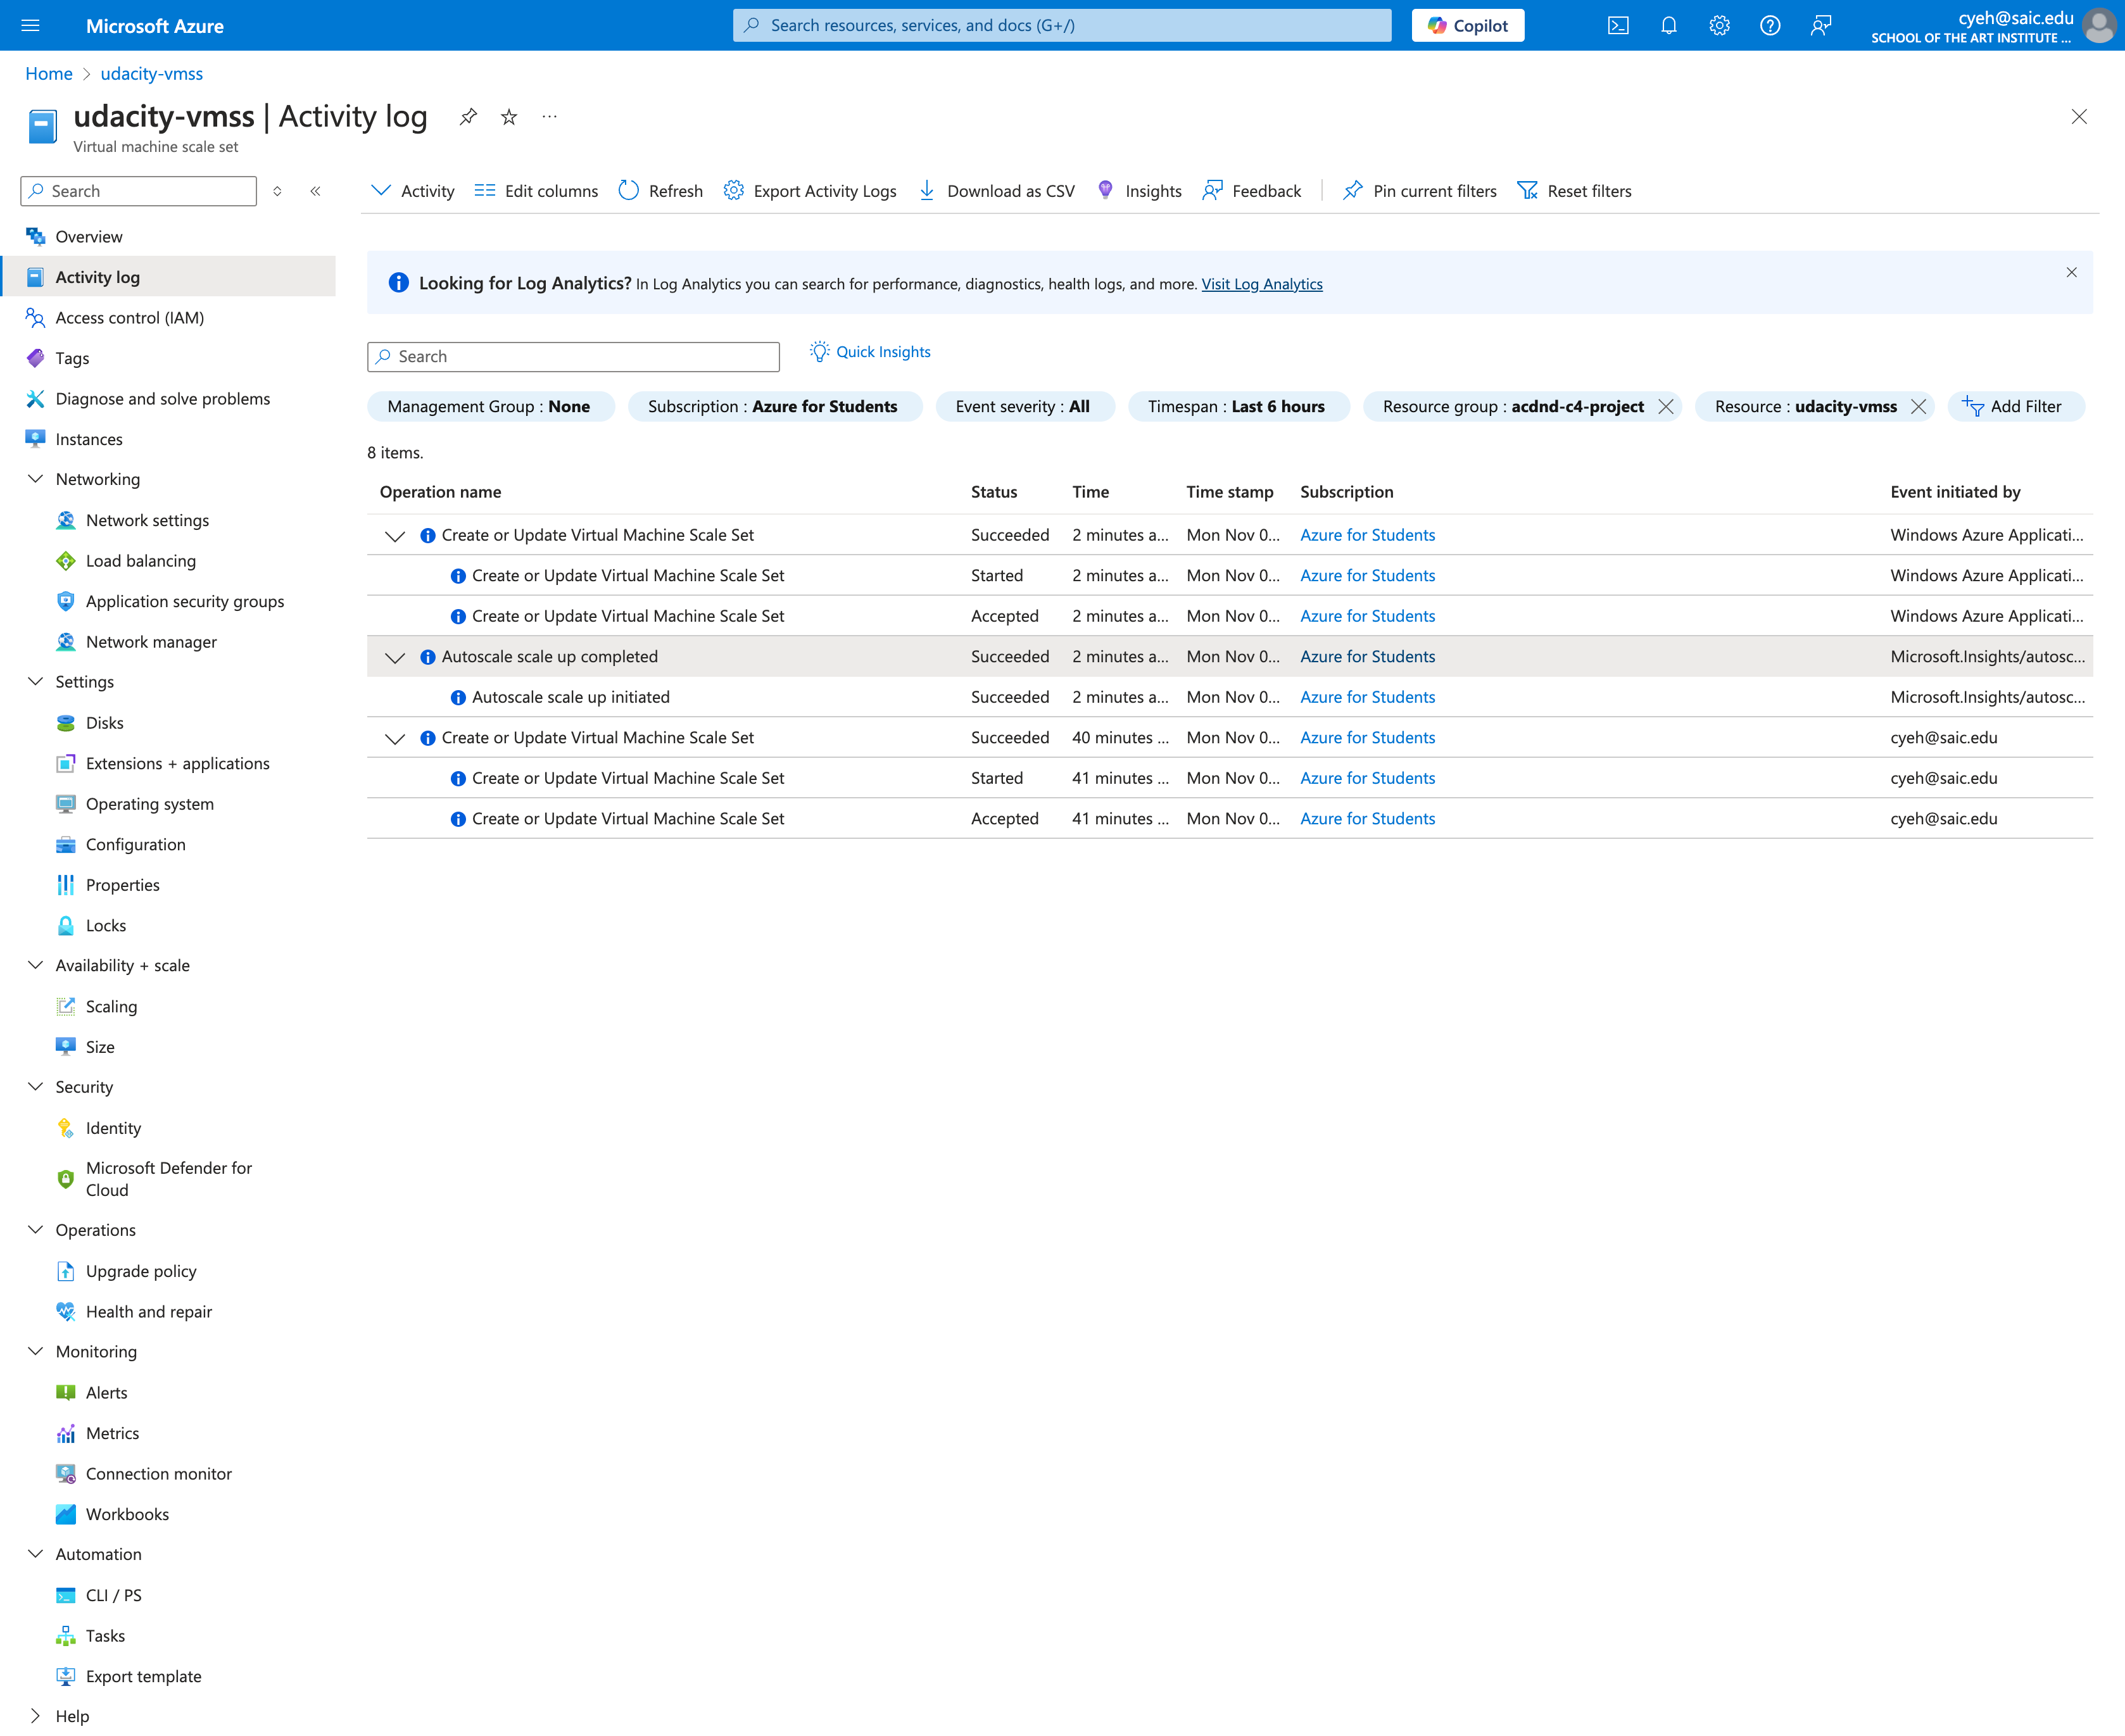 Microsoft Azure
Search resources, services, and docs (G+/)
Copilot
cyeh@saic.edu
SCHOOL OF THE ART INSTITUTE ...
Home > udacity-vmss
udacity-vmss | Activity log
Virtual machine scale set
Search
Activity Edit columns Refresh Export Activity Logs Download as CSV Insights Feedback Pin current filters Reset filters
Overview
Activity log
Access control (IAM)
Tags
Diagnose and solve problems
Instances
Networking
Network settings
Load balancing
Application security groups
Network manager
Settings
Disks
Extensions + applications
Operating system
Configuration
Properties
Locks
Availability + scale
Scaling
Size
Security
Identity
Microsoft Defender for
Cloud
Operations
Upgrade policy
Health and repair
Monitoring
Alerts
Metrics
Connection monitor
Workbooks
Automation
CLI / PS
Tasks
Export template
Help
Looking for Log Analytics? In Log Analytics you can search for performance, diagnostics, health logs, and more. Visit Log Analytics
Search
Quick Insights
Management Group : None Subscription : Azure for Students Event severity : All Timespan : Last 6 hours Resource group : acdnd-c4-project Resource : udacity-vmss Add Filter
8 items.
Operation name Status Time Time stamp Subscription Event initiated by
Create or Update Virtual Machine Scale Set Succeeded 2 minutes a... Mon Nov 0... Azure for Students Windows Azure Applicati...
Create or Update Virtual Machine Scale Set Started 2 minutes a... Mon Nov 0... Azure for Students Windows Azure Applicati...
Create or Update Virtual Machine Scale Set Accepted 2 minutes a... Mon Nov 0... Azure for Students Windows Azure Applicati...
Autoscale scale up completed Succeeded 2 minutes a... Mon Nov 0... Azure for Students Microsoft.Insights/autosc...
Autoscale scale up initiated Succeeded 2 minutes a... Mon Nov 0... Azure for Students Microsoft.Insights/autosc...
Create or Update Virtual Machine Scale Set Succeeded 40 minutes ... Mon Nov 0... Azure for Students cyeh@saic.edu
Create or Update Virtual Machine Scale Set Started 41 minutes ... Mon Nov 0... Azure for Students cyeh@saic.edu
Create or Update Virtual Machine Scale Set Accepted 41 minutes ... Mon Nov 0... Azure for Students cyeh@saic.edu